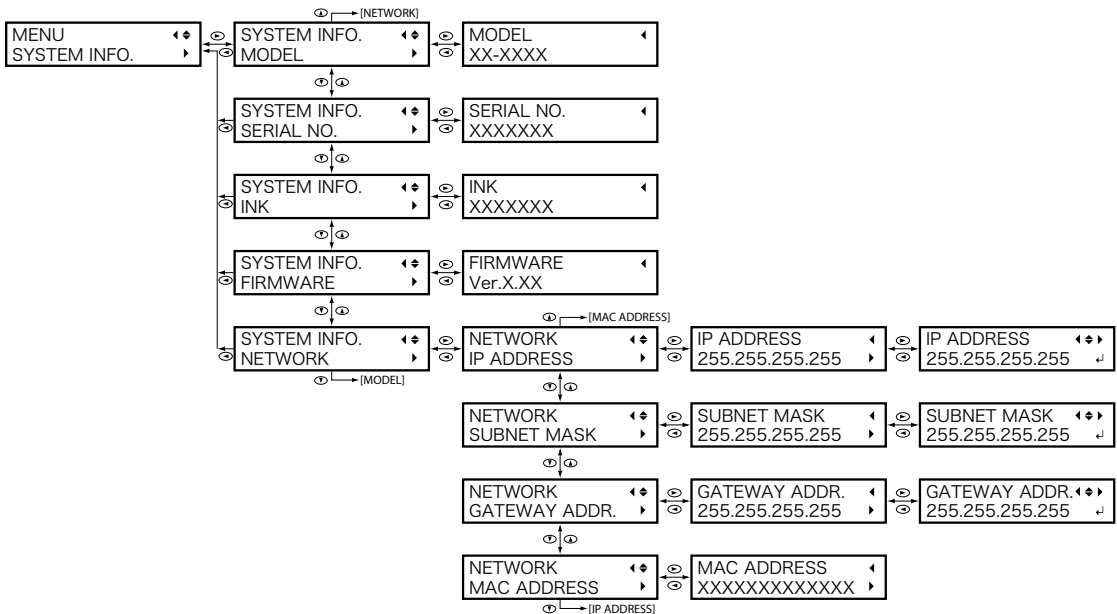 [NETWORK]
MENU
SYSTEM INFO.
SYSTEM INFO.
MODEL
MODEL
XX-XXXX
SYSTEM INFO.
SERIAL NO.
SERIAL NO.
XXXXXXX
SYSTEM INFO.
INK
INK
XXXXXXX
SYSTEM INFO.
FIRMWARE
FIRMWARE
Ver.X.XX
[MAC ADDRESS]
SYSTEM INFO.
NETWORK
NETWORK
IP ADDRESS
IP ADDRESS
255.255.255.255
IP ADDRESS
255.255.255.255
[MODEL]
NETWORK
SUBNET MASK
SUBNET MASK
255.255.255.255
SUBNET MASK
255.255.255.255
NETWORK
GATEWAY ADDR.
GATEWAY ADDR.
255.255.255.255
GATEWAY ADDR.
255.255.255.255
NETWORK
MAC ADDRESS
MAC ADDRESS
XXXXXXXXXXXXX
[IP ADDRESS]